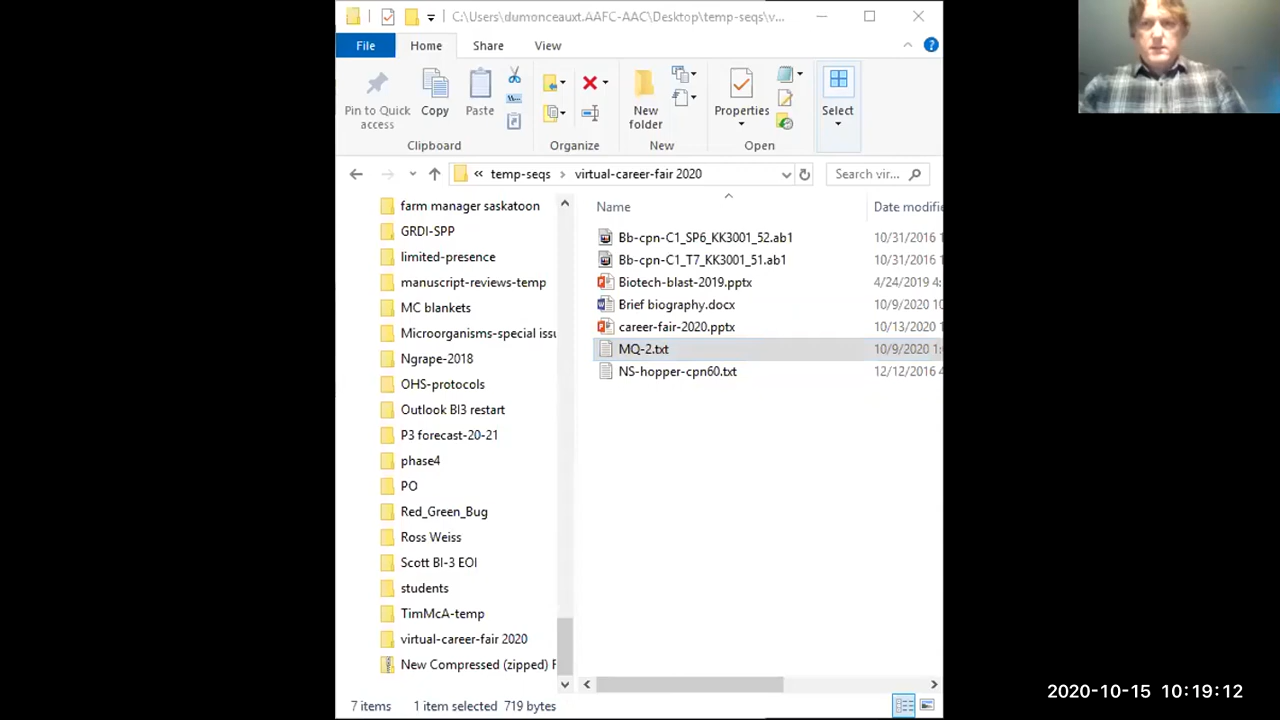 C:\Users\dumonceauxt.AAFC-AAC\Desktop\temp-seqs\v...
File Home Share View
Pin to Quick access
Copy
Paste
New folder
Properties
Select
Clipboard Organize New Open
« temp-seqs > virtual-career-fair 2020
Search vir...
farm manager saskatoon
GRDI-SPP
limited-presence
manuscript-reviews-temp
MC blankets
Microorganisms-special issu
Ngrape-2018
OHS-protocols
Outlook BI3 restart
P3 forecast-20-21
phase4
PO
Red_Green_Bug
Ross Weiss
Scott BI-3 EOI
students
TimMcA-temp
virtual-career-fair 2020
New Compressed (zipped) F
Name Date modifie
Bb-cpn-C1_SP6_KK3001_52.ab1 10/31/2016 1
Bb-cpn-C1_T7_KK3001_51.ab1 10/31/2016 1
Biotech-blast-2019.pptx 4/24/2019 4:
Brief biography.docx 10/9/2020 10
career-fair-2020.pptx 10/13/2020 1
MQ-2.txt 10/9/2020 1:
NS-hopper-cpn60.txt 12/12/2016 4
7 items 1 item selected 719 bytes
2020-10-15 10:19:12